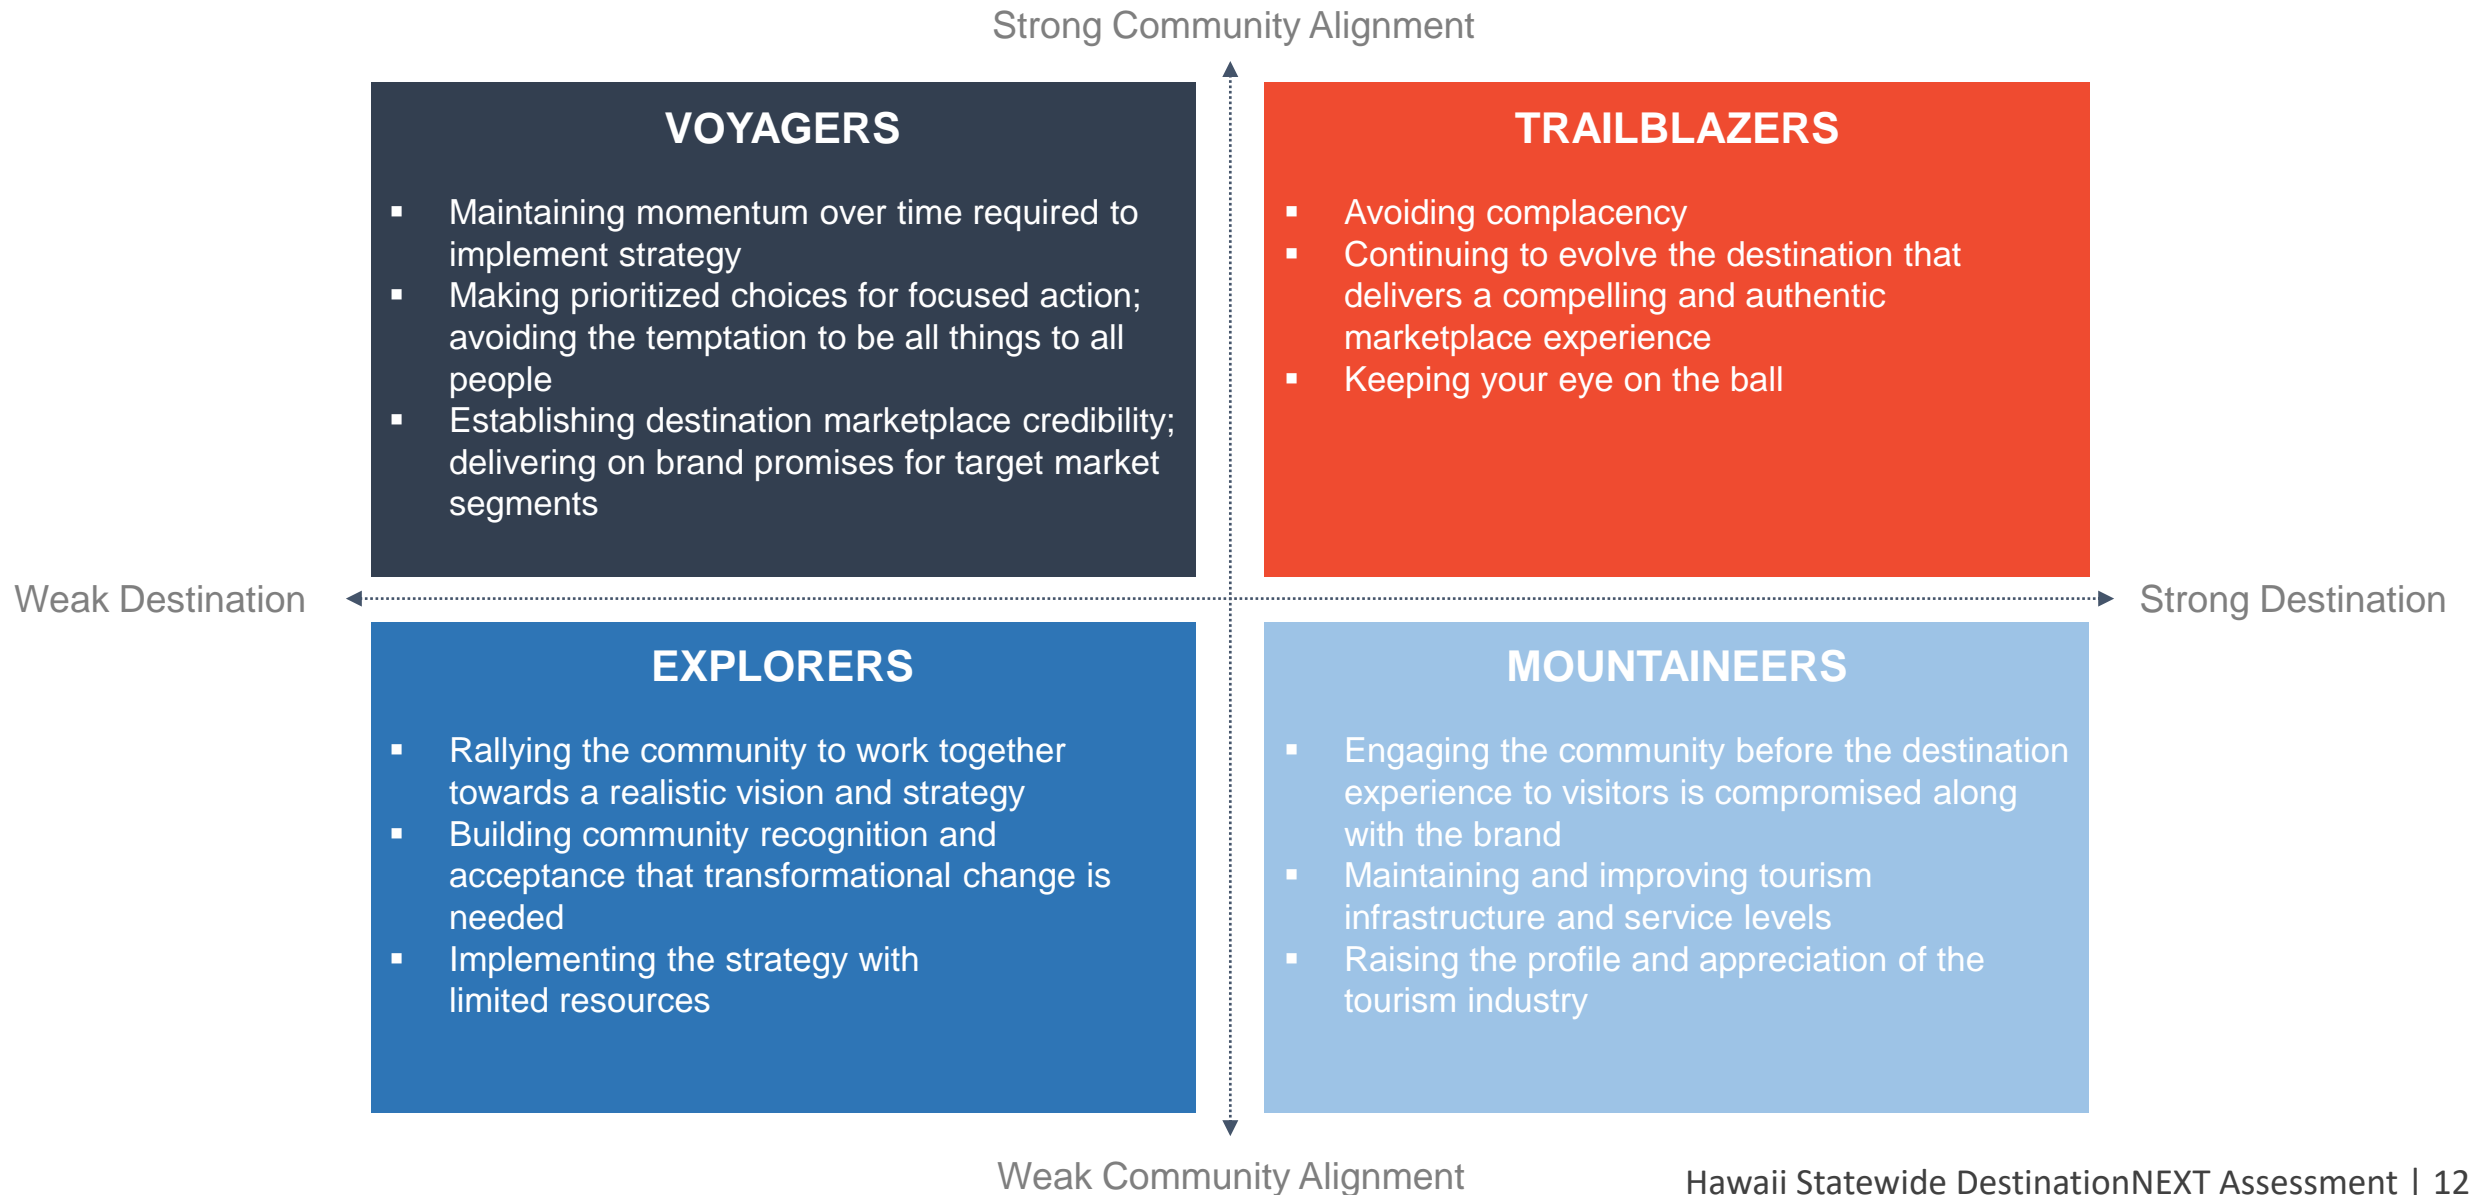 Strong Community Alignment
VOYAGERS
▪ Maintaining momentum over time required to
implement strategy
▪ Making prioritized choices for focused action;
avoiding the temptation to be all things to all
people
▪ Establishing destination marketplace credibility;
delivering on brand promises for target market
segments
TRAILBLAZERS
▪ Avoiding complacency
▪ Continuing to evolve the destination that
delivers a compelling and authentic
marketplace experience
▪ Keeping your eye on the ball
Weak Destination
Strong Destination
EXPLORERS
▪ Rallying the community to work together
towards a realistic vision and strategy
▪ Building community recognition and
acceptance that transformational change is
needed
▪ Implementing the strategy with
limited resources
MOUNTAINEERS
▪ Engaging the community before the destination
experience to visitors is compromised along
with the brand
▪ Maintaining and improving tourism
infrastructure and service levels
▪ Raising the profile and appreciation of the
tourism industry
Weak Community Alignment
Hawaii Statewide DestinationNEXT Assessment | 12